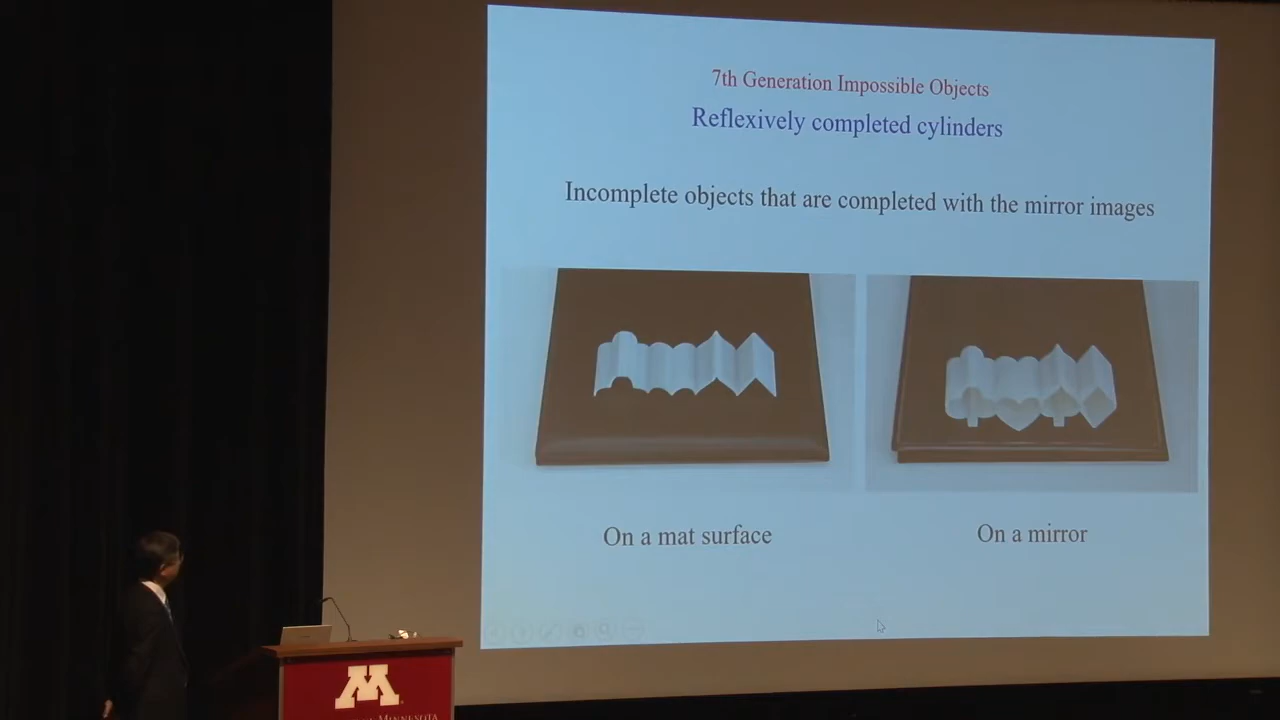 7th Generation Impossible Objects
Reflexively completed cylinders
Incomplete objects that are completed with the mirror images
On a mat surface
On a mirror
M
MINNESOTA